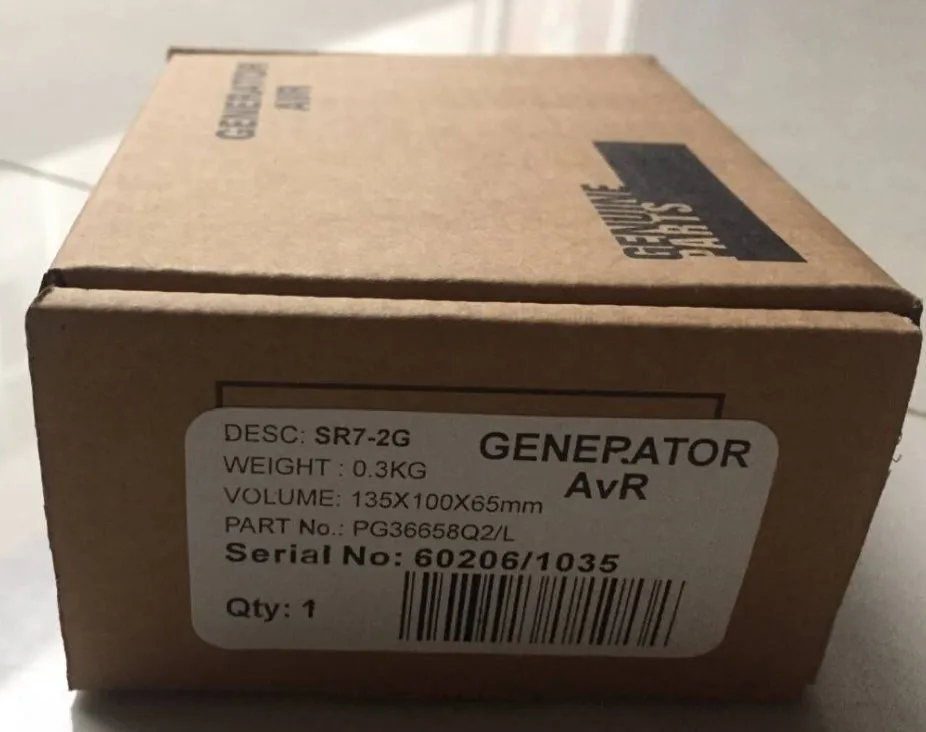 GENERATOR
AVR
GENUINE
PARTS
DESC: SR7-2G
WEIGHT : 0.3KG
VOLUME: 135X100X65mm
PART No.: PG36658Q2/L
Serial No: 60206/1035
Qty: 1
GENEPATOR
AvR